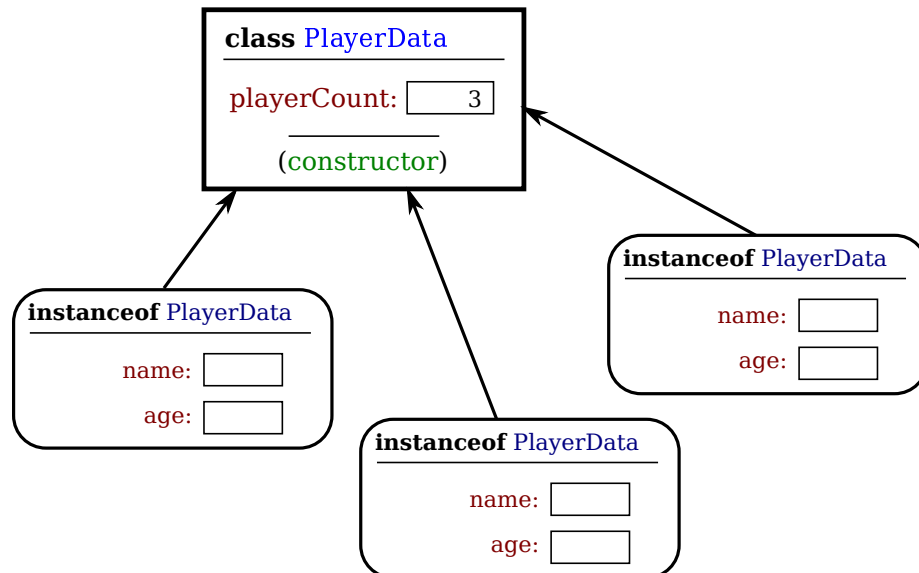 class PlayerData
playerCount: 3
(constructor)
instanceof PlayerData
name:
age:
instanceof PlayerData
name:
age:
instanceof PlayerData
name:
age: